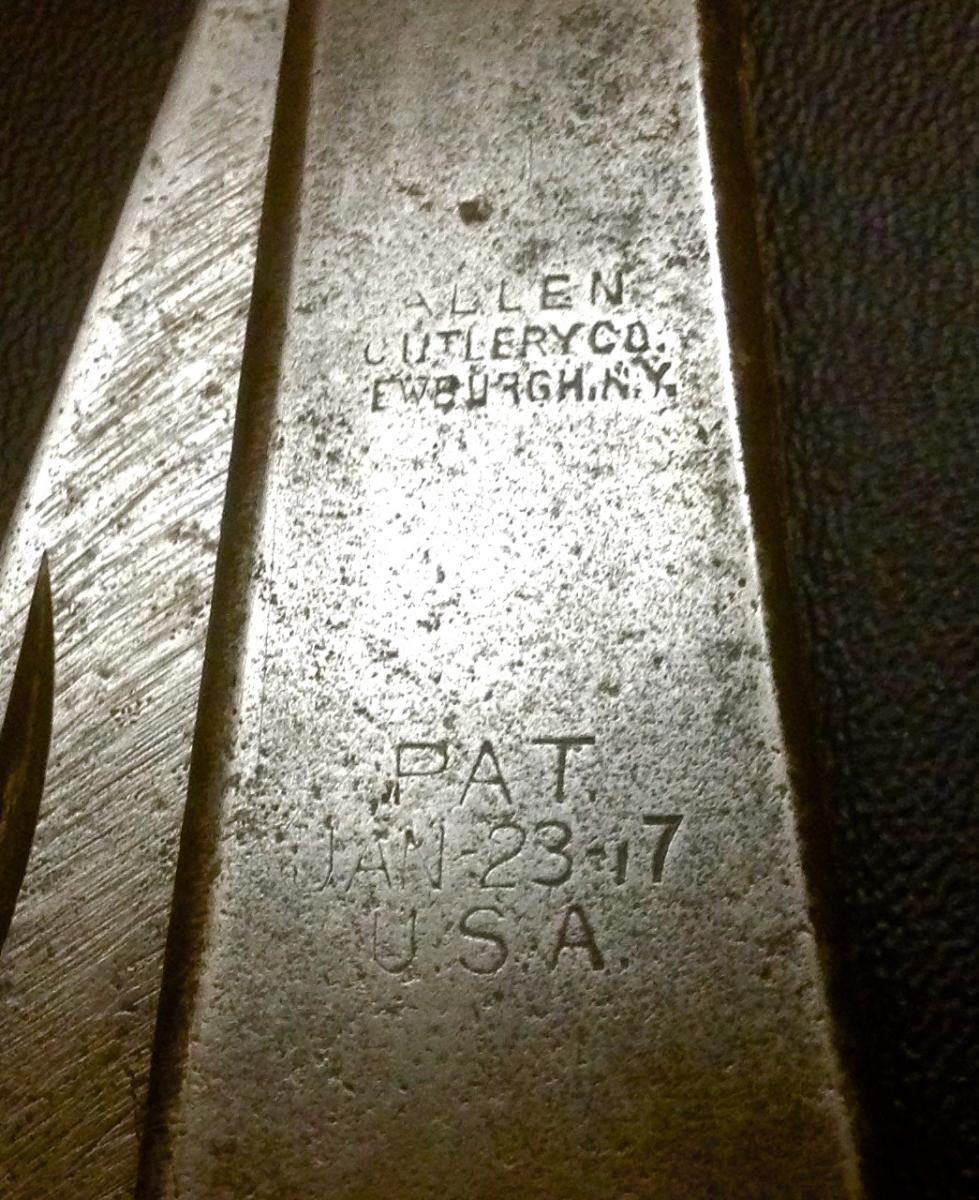 ALLEN
CUTLERY CO.
EWBURGH, N.Y.
PAT
JAN-23-17
U.S.A.